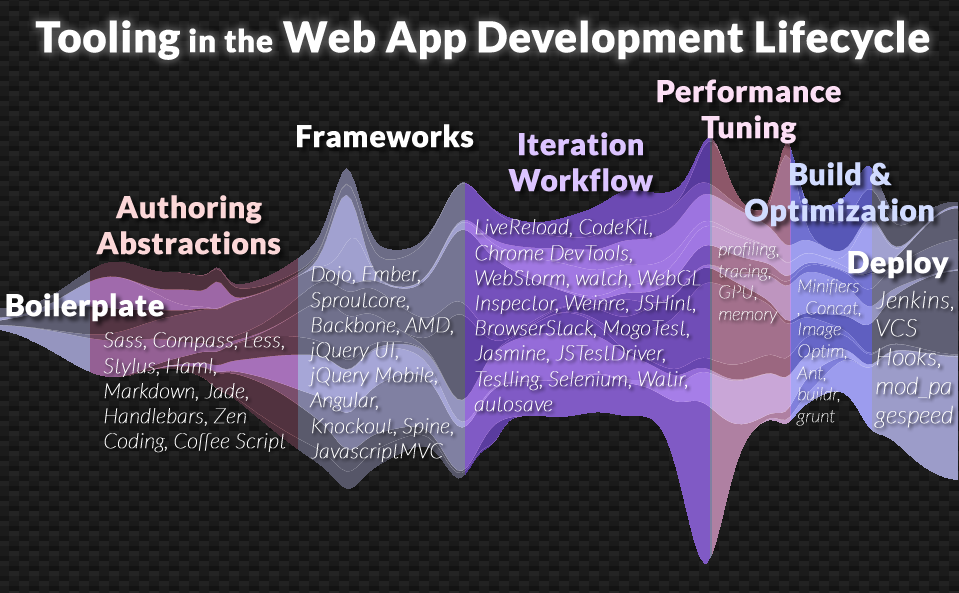 Tooling in the Web App Development Lifecycle
Boilerplate
Authoring
Abstractions
Sass, Compass, Less,
Stylus, Haml,
Markdown, Jade,
Handlebars, Zen
Coding, Coffee Script
Frameworks
Dojo, Ember,
Sproutcore,
Backbone, AMD,
jQuery UI,
jQuery Mobile,
Angular,
Knockout, Spine,
JavascriptMVC
Iteration
Workflow
LiveReload, CodeKit,
Chrome DevTools,
WebStorm, watch, WebGL
Inspector, Weinre, JSHint,
BrowserStack, MogoTest,
Jasmine, JSTestDriver,
Testling, Selenium, Watir,
autosave
Performance
Tuning
profiling,
tracing,
GPU,
memory
Build &
Optimization
Minifiers
, Concat,
Image
Optim,
Ant,
buildr,
grunt
Deploy
Jenkins,
VCS
Hooks,
mod_pa
gespeed